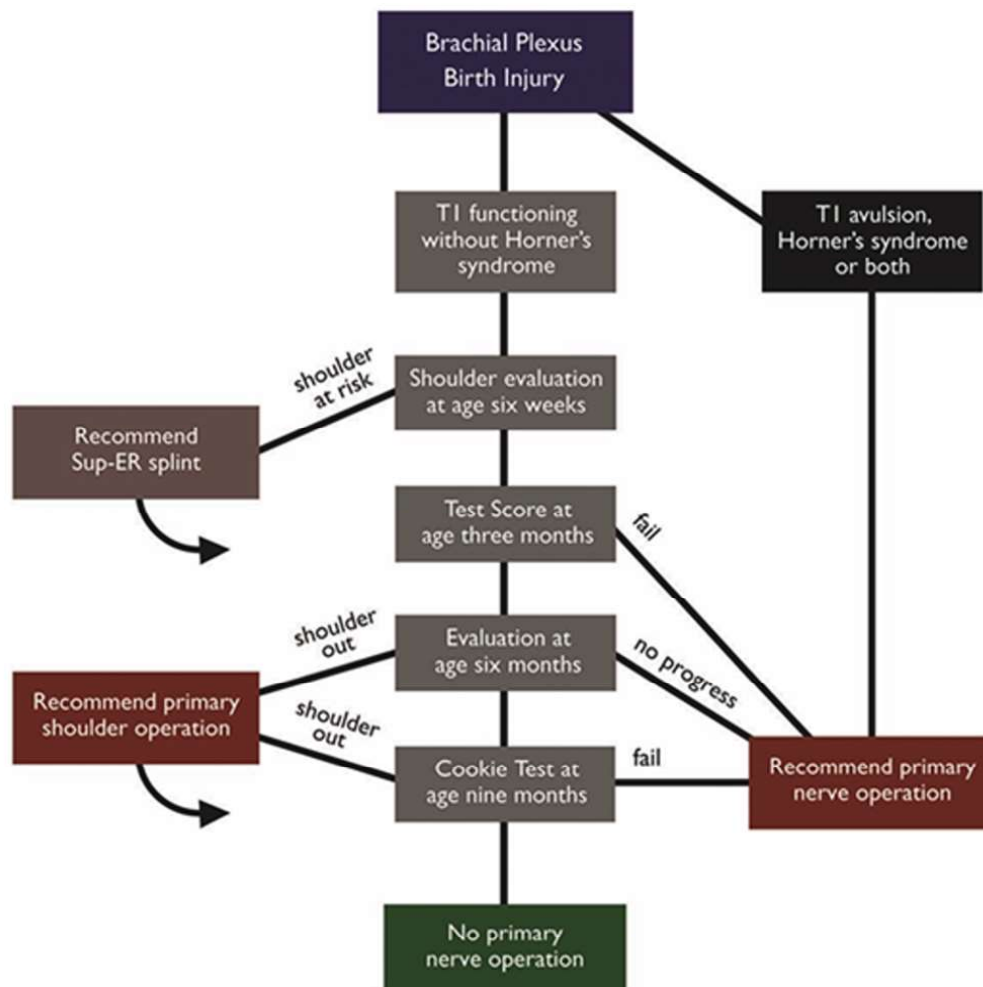 Brachial Plexus
Birth Injury
T1 functioning
without Horner's
syndrome
T1 avulsion,
Horner's syndrome
or both
shoulder
at risk
Shoulder evaluation
at age six weeks
Recommend
Sup-ER splint
Test Score at
age three months
fail
shoulder
out
Evaluation at
age six months
no progress
Recommend primary
shoulder operation
shoulder
out
Cookie Test at
age nine months
fail
Recommend primary
nerve operation
No primary
nerve operation